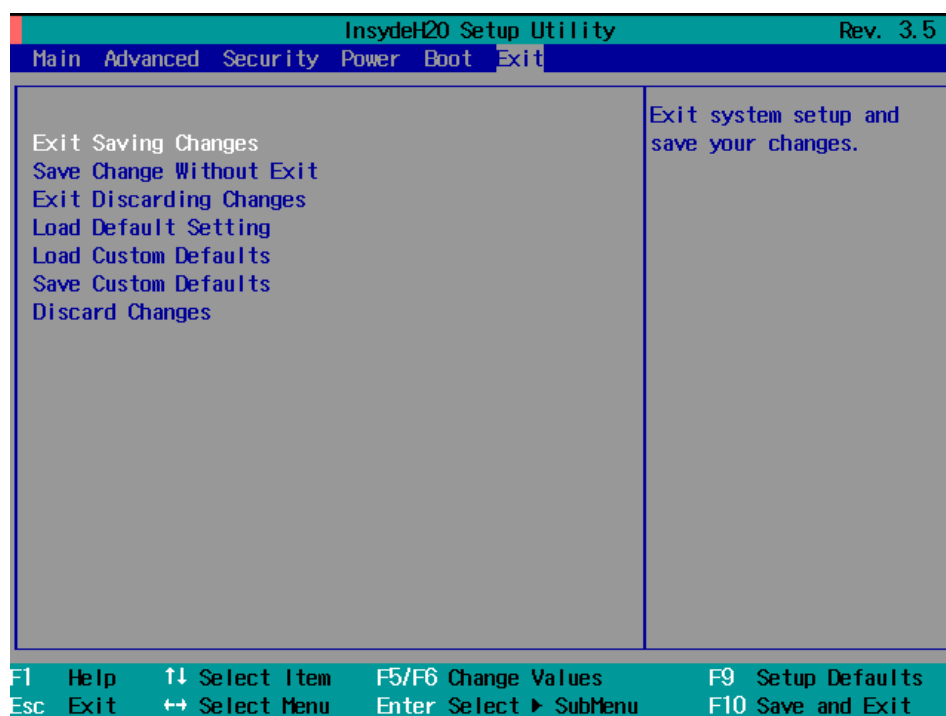 InsydeH20 Setup Utility Rev. 3.5
Main Advanced Security Power Boot Exit
Exit Saving Changes
Save Change Without Exit
Exit Discarding Changes
Load Default Setting
Load Custom Defaults
Save Custom Defaults
Discard Changes
Exit system setup and
save your changes.
F1 Help ↑↓ Select Item F5/F6 Change Values F9 Setup Defaults
Esc Exit ↔ Select Menu Enter Select ▶ SubMenu F10 Save and Exit